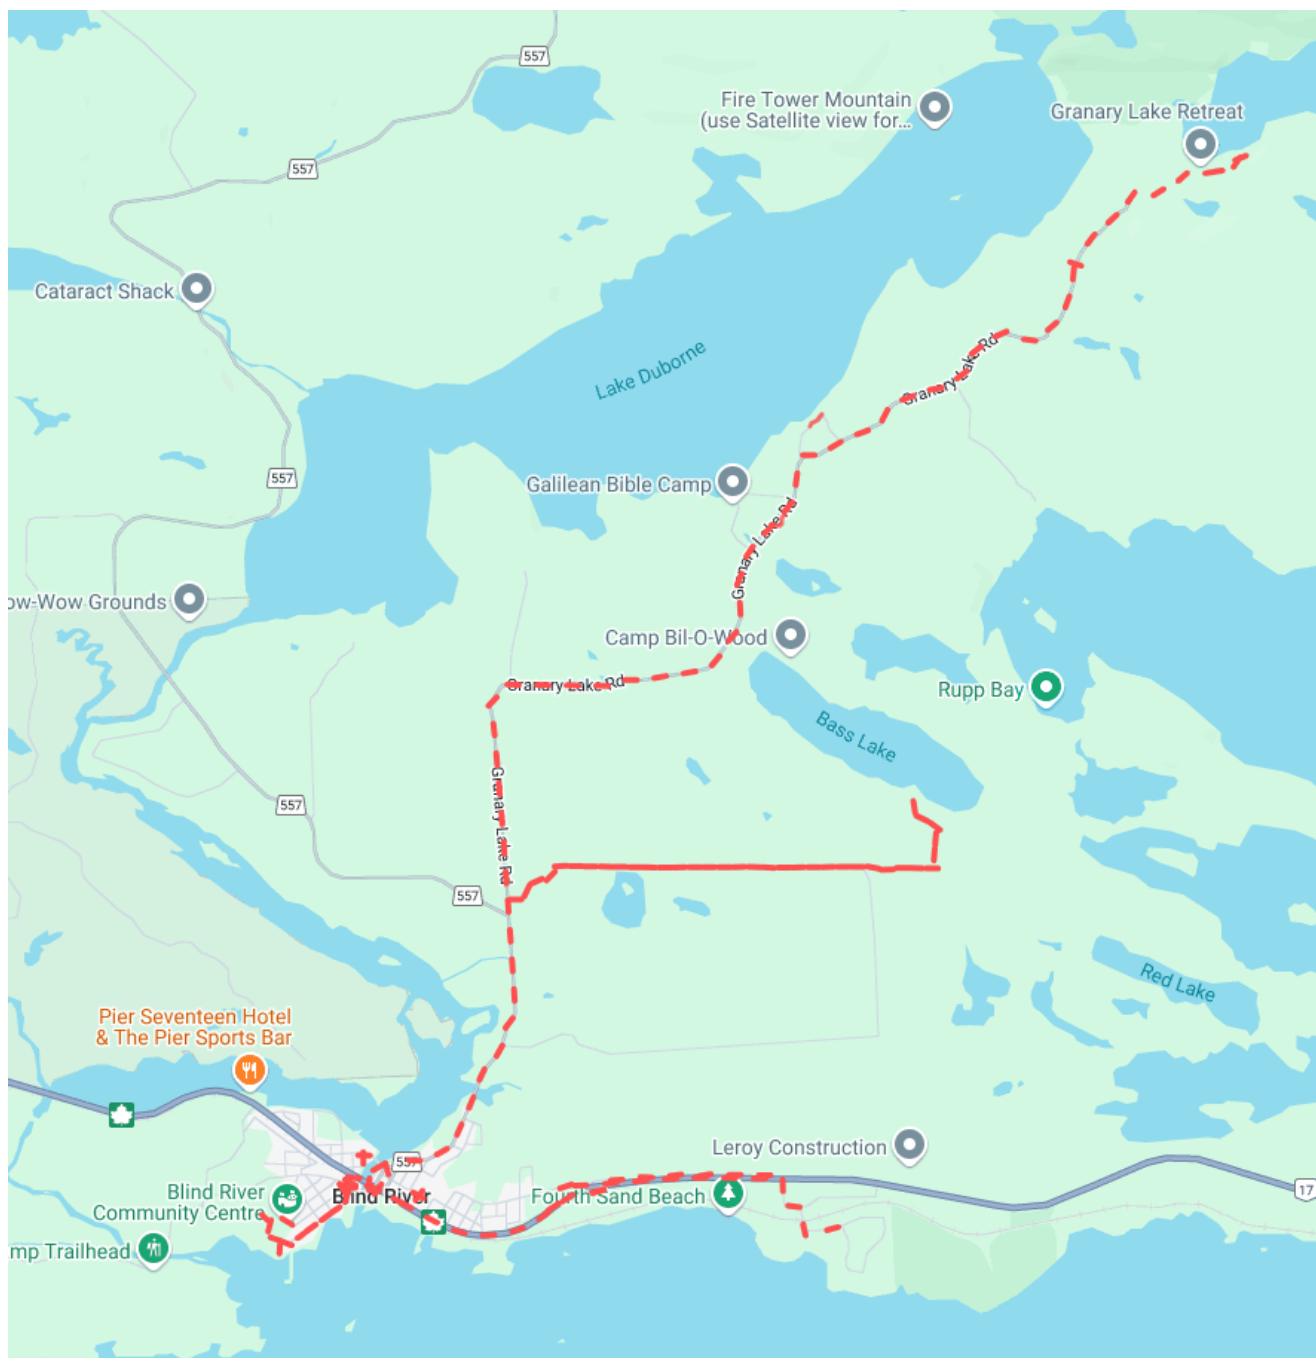 557
Fire Tower Mountain
(use Satellite view for...
Granary Lake Retreat
557
Cataract Shack
Lake Duborne
Granary Lake Rd
557
Galilean Bible Camp
Granary Lake Rd
ow-Wow Grounds
Camp Bil-O-Wood
Granary Lake Rd
Rupp Bay
Bass Lake
Granary Lake Rd
557
557
Red Lake
Pier Seventeen Hotel
& The Pier Sports Bar
Leroy Construction
557
Blind River
Community Centre
Blind River
Fourth Sand Beach
17
mp Trailhead